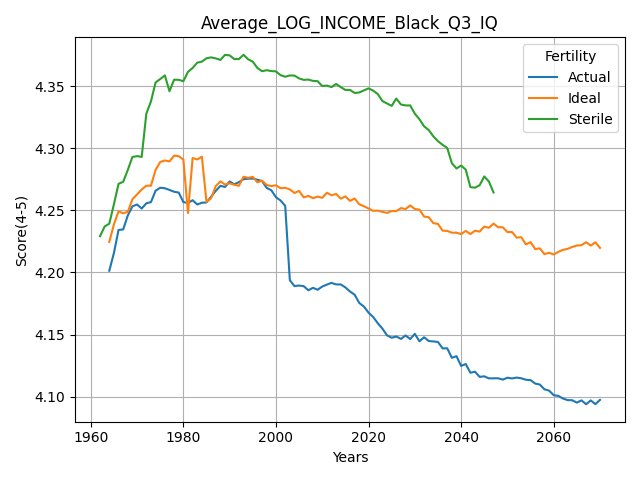 Average_LOG_INCOME_Black_Q3_IQ
Score(4-5)
4.35
4.30
4.25
4.20
4.15
4.10
Fertility
Actual
Ideal
Sterile
1960
1980
2000
2020
2040
2060
Years